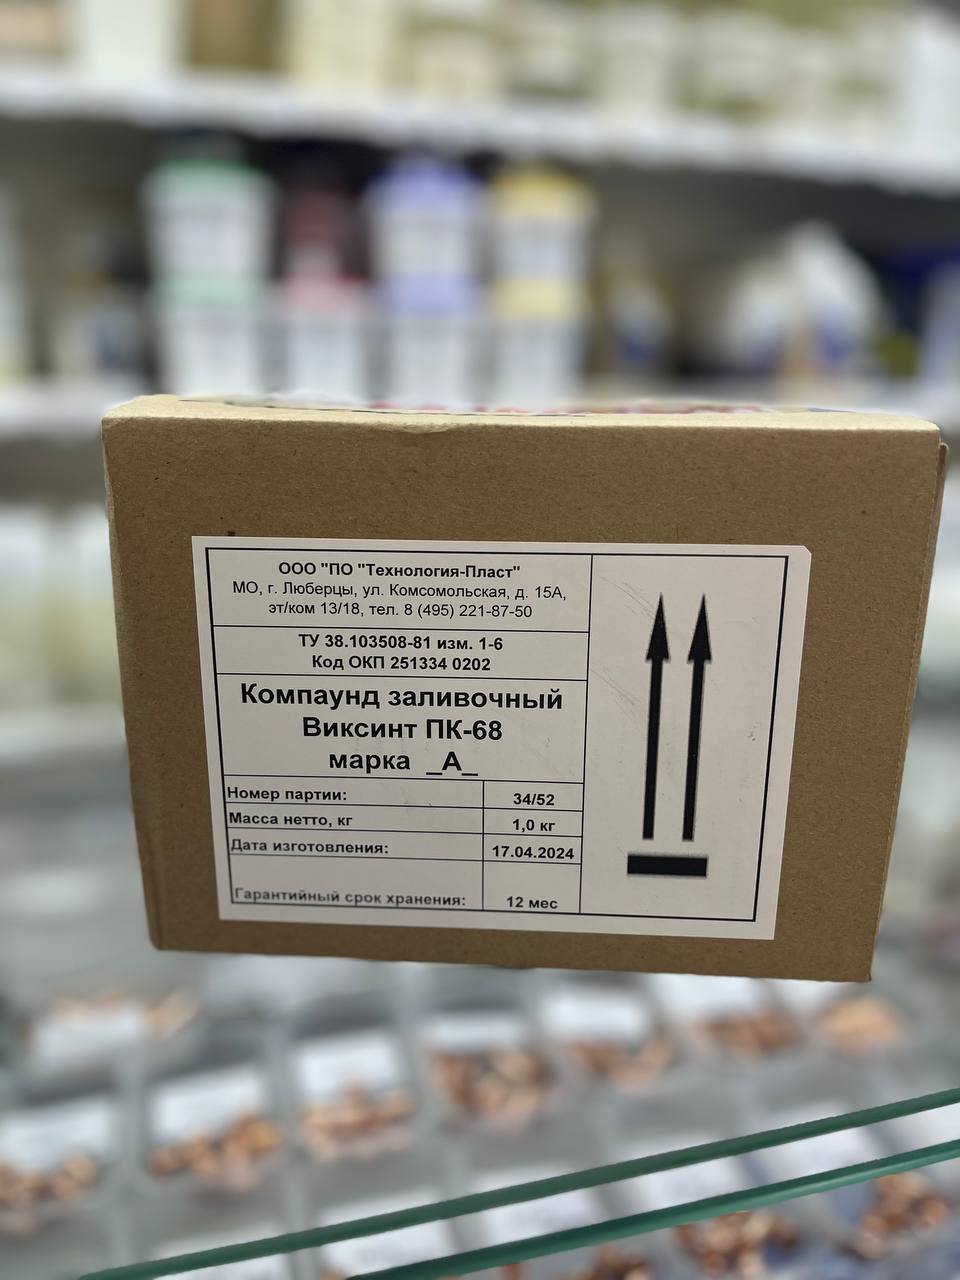 ООО "ПО "Технология-Пласт"
МО, г. Люберцы, ул. Комсомольская, д. 15А,
эт/ком 13/18, тел. 8 (495) 221-87-50
ТУ 38.103508-81 изм. 1-6
Код ОКП 251334 0202
Компаунд заливочный
Виксинт ПК-68
марка _А_
Номер партии: 34/52
Масса нетто, кг 1,0 кг
Дата изготовления: 17.04.2024
Гарантийный срок хранения: 12 мес